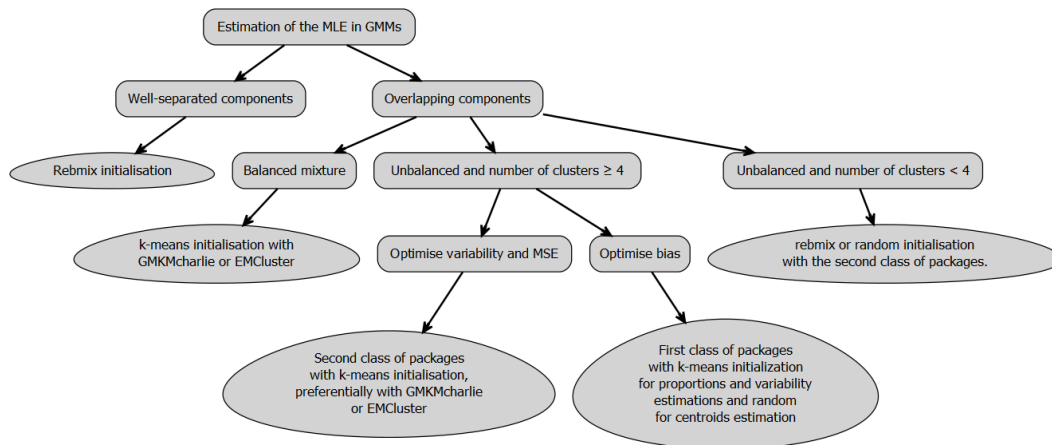 Estimation of the MLE in GMMs
Well-separated components
Overlapping components
Rebmix initialisation
Balanced mixture
Unbalanced and number of clusters ≥ 4
Unbalanced and number of clusters < 4
k-means initialisation with
GMKMcharlie or EMCluster
Optimise variability and MSE
Optimise bias
rebmix or random initialisation
with the second class of packages.
Second class of packages
with k-means initialisation,
preferentially with GMKMcharlie
or EMCluster
First class of packages
with k-means initialization
for proportions and variability
estimations and random
for centroids estimation